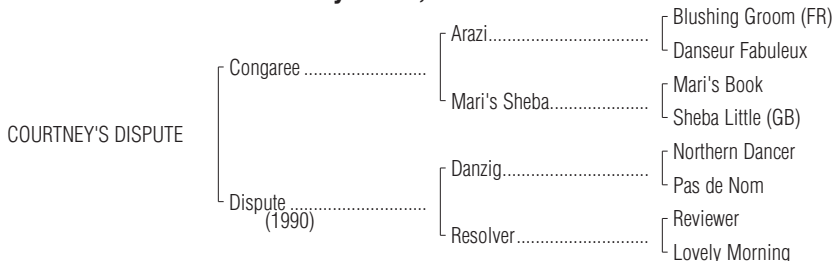 Blushing Groom (FR)
Arazi
Danseur Fabuleux
Congaree
Mari's Book
Mari's Sheba
Sheba Little (GB)
COURTNEY'S DISPUTE
Northern Dancer
Danzig
Pas de Nom
Dispute
(1990)
Reviewer
Resolver
Lovely Morning